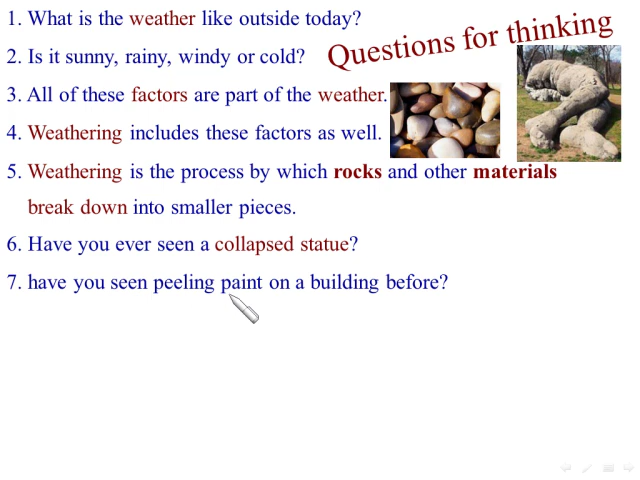 1. What is the weather like outside today?
Questions for thinking
2. Is it sunny, rainy, windy or cold?
3. All of these factors are part of the weather.
4. Weathering includes these factors as well.
5. Weathering is the process by which rocks and other materials
break down into smaller pieces.
6. Have you ever seen a collapsed statue?
7. have you seen peeling paint on a building before?